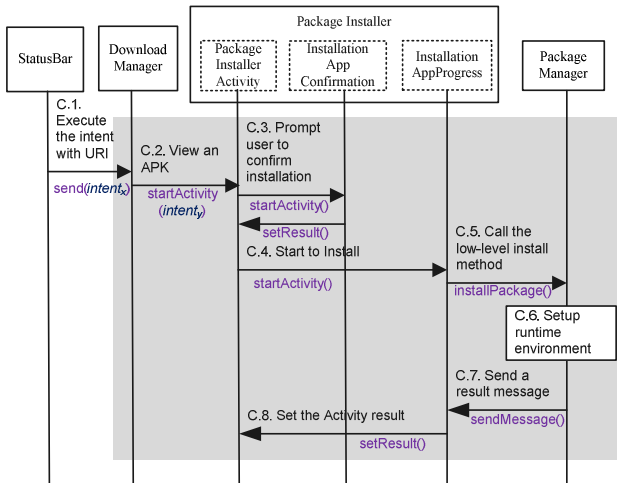 Package Installer
StatusBar
Download
Manager
Package
Installer
Activity
Installation
App
Confirmation
Installation
AppProgress
Package
Manager
C.1.
Execute
the intent
with URI
send(intentx)
C.2. View an
APK
startActivity
(intenty)
C.3. Prompt
user to
confirm
installation
startActivity()
setResult()
C.4. Start to Install
startActivity()
C.5. Call the
low-level install
method
installPackage()
C.6. Setup
runtime
environment
C.7. Send a
result message
sendMessage()
C.8. Set the Activity result
setResult()